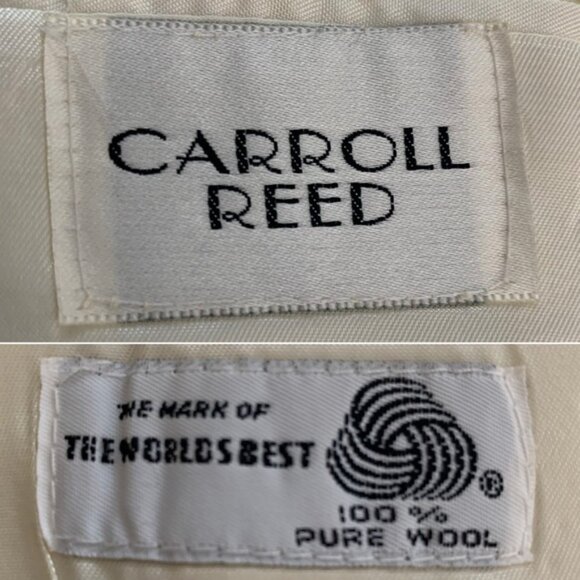 CARROLL
REED
THE MARK OF
THE WORLDS BEST
®
100 %
PURE WOOL